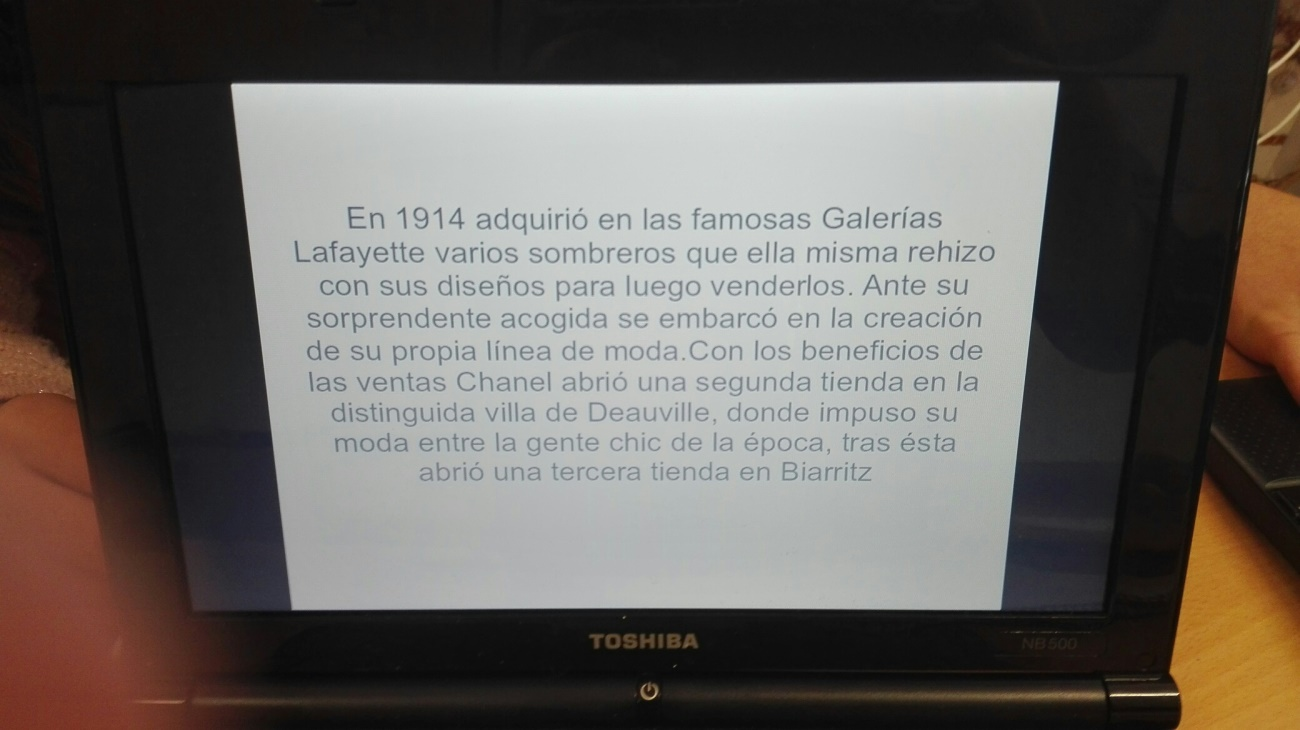 En 1914 adquirió en las famosas Galerías
Lafayette varios sombreros que ella misma rehizo
con sus diseños para luego venderlos. Ante su
sorprendente acogida se embarcó en la creación
de su propia línea de moda.Con los beneficios de
las ventas Chanel abrió una segunda tienda en la
distinguida villa de Deauville, donde impuso su
moda entre la gente chic de la época, tras ésta
abrió una tercera tienda en Biarritz
TOSHIBA
NB500